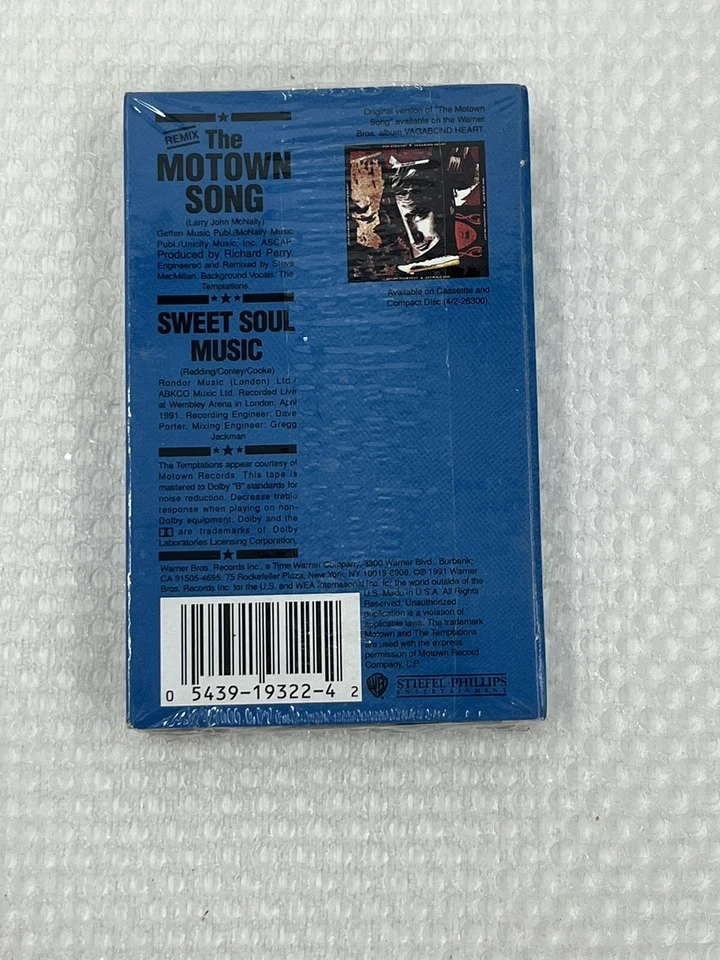 REMIX The
MOTOWN
SONG
(Larry John McNally)
Geffen Music Publ./McNally Music
Publ./Unicity Music, Inc. ASCAP.
Produced by Richard Perry.
Engineered and Remixed by Steve
MacMillan. Background Vocals: The
Temptations.
SWEET SOUL
MUSIC
(Redding/Conley/Cooke)
Rondor Music (London) Ltd./
ABKCO Music Ltd. Recorded Live
at Wembley Arena in London, April
1991. Recording Engineer: Dave
Porter. Mixing Engineer: Gregg
Jackman
The Temptations appear courtesy of
Motown Records. This tape is
mastered to Dolby "B" standards for
noise reduction. Decrease treble
response when playing on non-
Dolby equipment. Dolby and the
are trademarks of Dolby
Laboratories Licensing Corporation.
Original version of "The Motown
Song" available on the Warner
Bros. album VAGABOND HEART.
Available on Cassette and
Compact Disc (4/2-26300)
Warner Bros. Records Inc., a Time Warner Company, 3300 Warner Blvd., Burbank,
CA 91505-4695. 75 Rockefeller Plaza, New York, NY 10019-6908. ©℗1991 Warner
Bros. Records Inc. for the U.S. and WEA International Inc. for the world outside of the
U.S. Made in U.S.A. All Rights
Reserved. Unauthorized
duplication is a violation of
applicable laws. The trademark
Motown and The Temptations
are used with the express
permission of Motown Record
Company, L.P.
0 5439-19322-4 2
WB STIEFEL PHILLIPS
ENTERTAINMENT